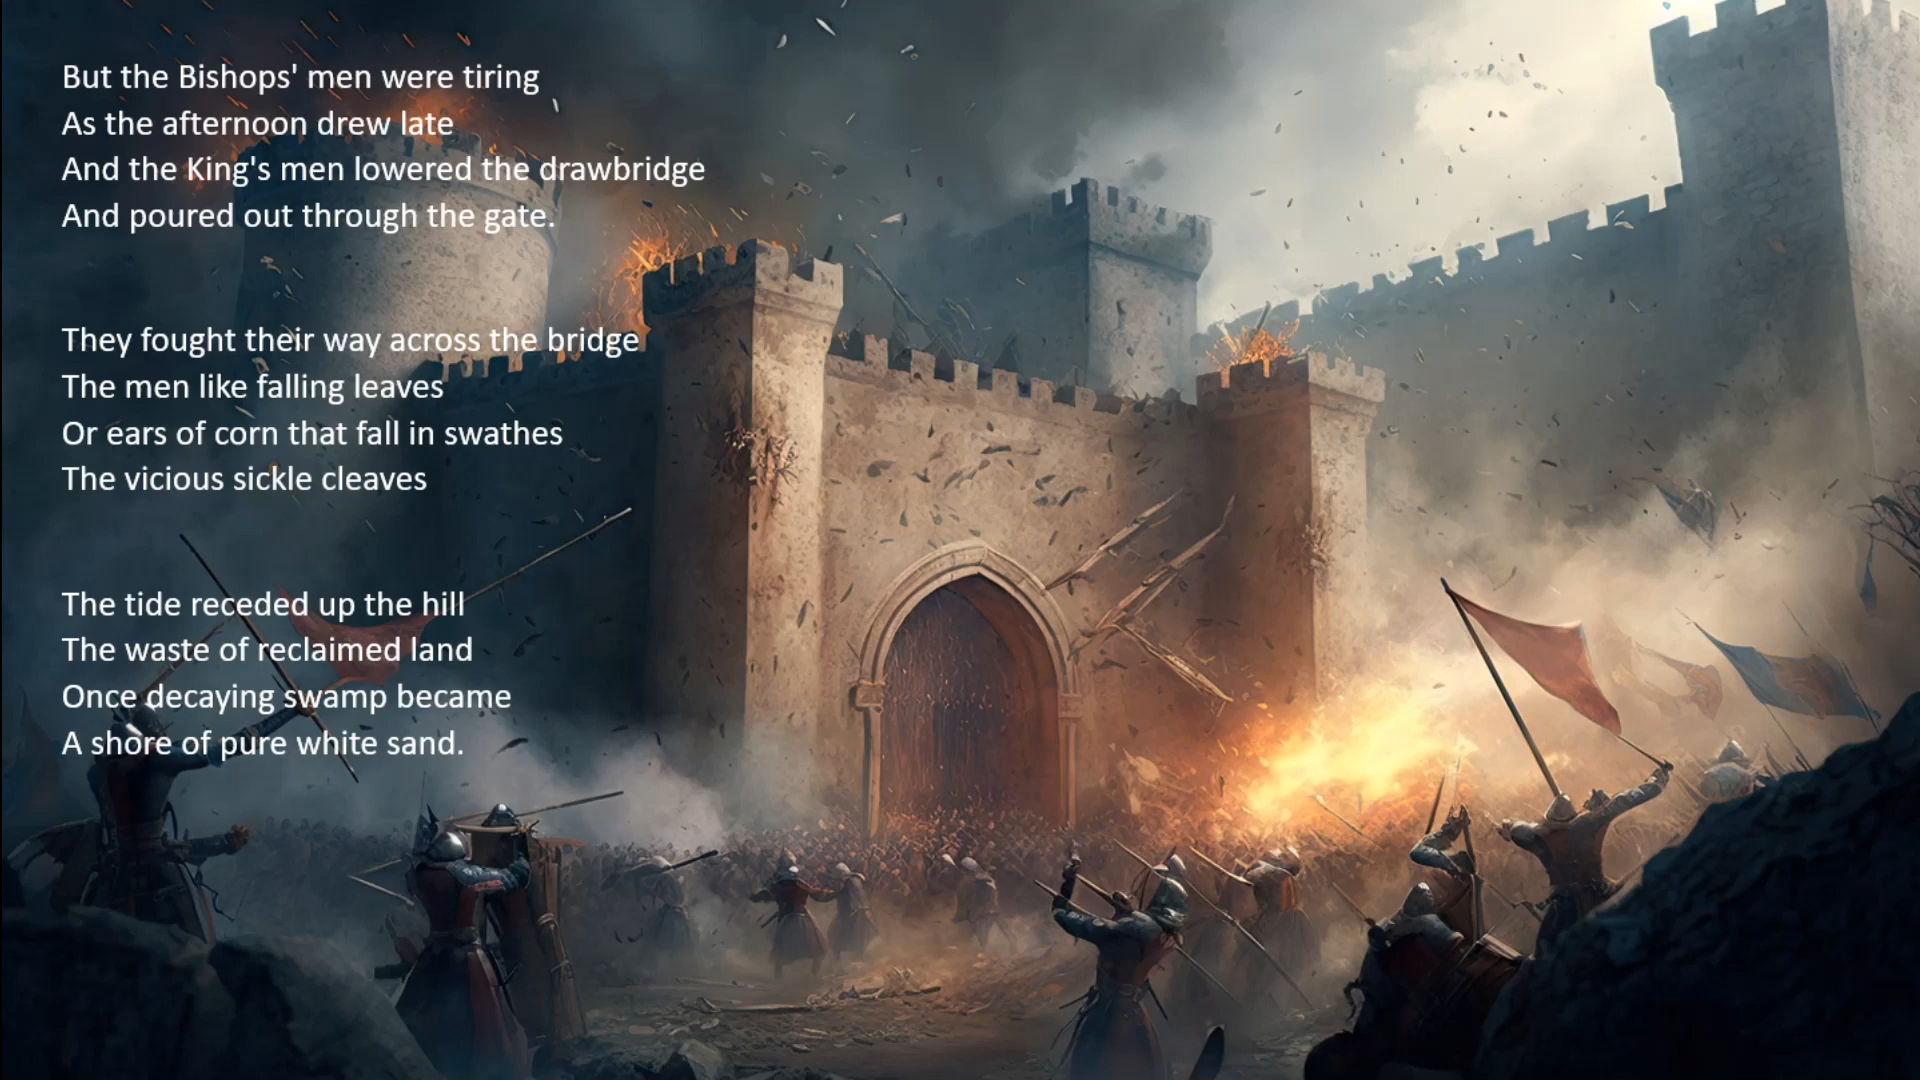 But the Bishops' men were tiring
As the afternoon drew late
And the King's men lowered the drawbridge
And poured out through the gate.
They fought their way across the bridge
The men like falling leaves
Or ears of corn that fall in swathes
The vicious sickle cleaves
The tide receded up the hill
The waste of reclaimed land
Once decaying swamp became
A shore of pure white sand.